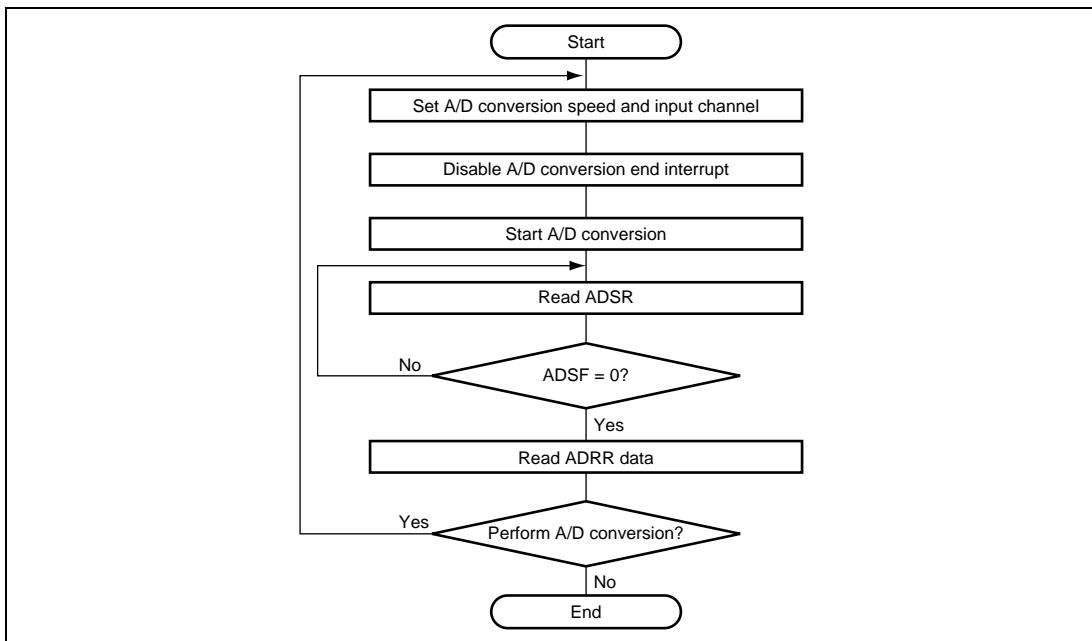 Start
Set A/D conversion speed and input channel
Disable A/D conversion end interrupt
Start A/D conversion
Read ADSR
No
ADSF = 0?
Yes
Read ADRR data
Yes
Perform A/D conversion?
No
End